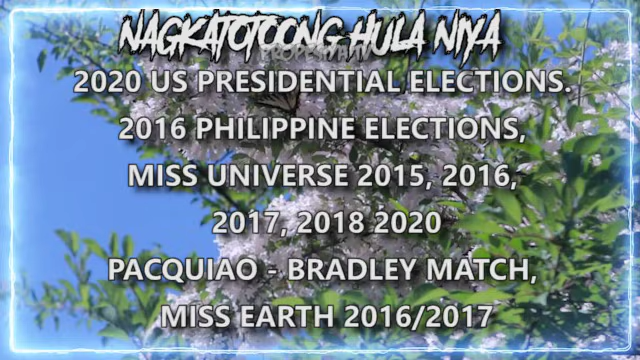 NAGKATOTOONG HULA NIYA
2020 US PRESIDENTIAL ELECTIONS.
2016 PHILIPPINE ELECTIONS,
MISS UNIVERSE 2015, 2016,
2017, 2018 2020
PACQUIAO - BRADLEY MATCH,
MISS EARTH 2016/2017